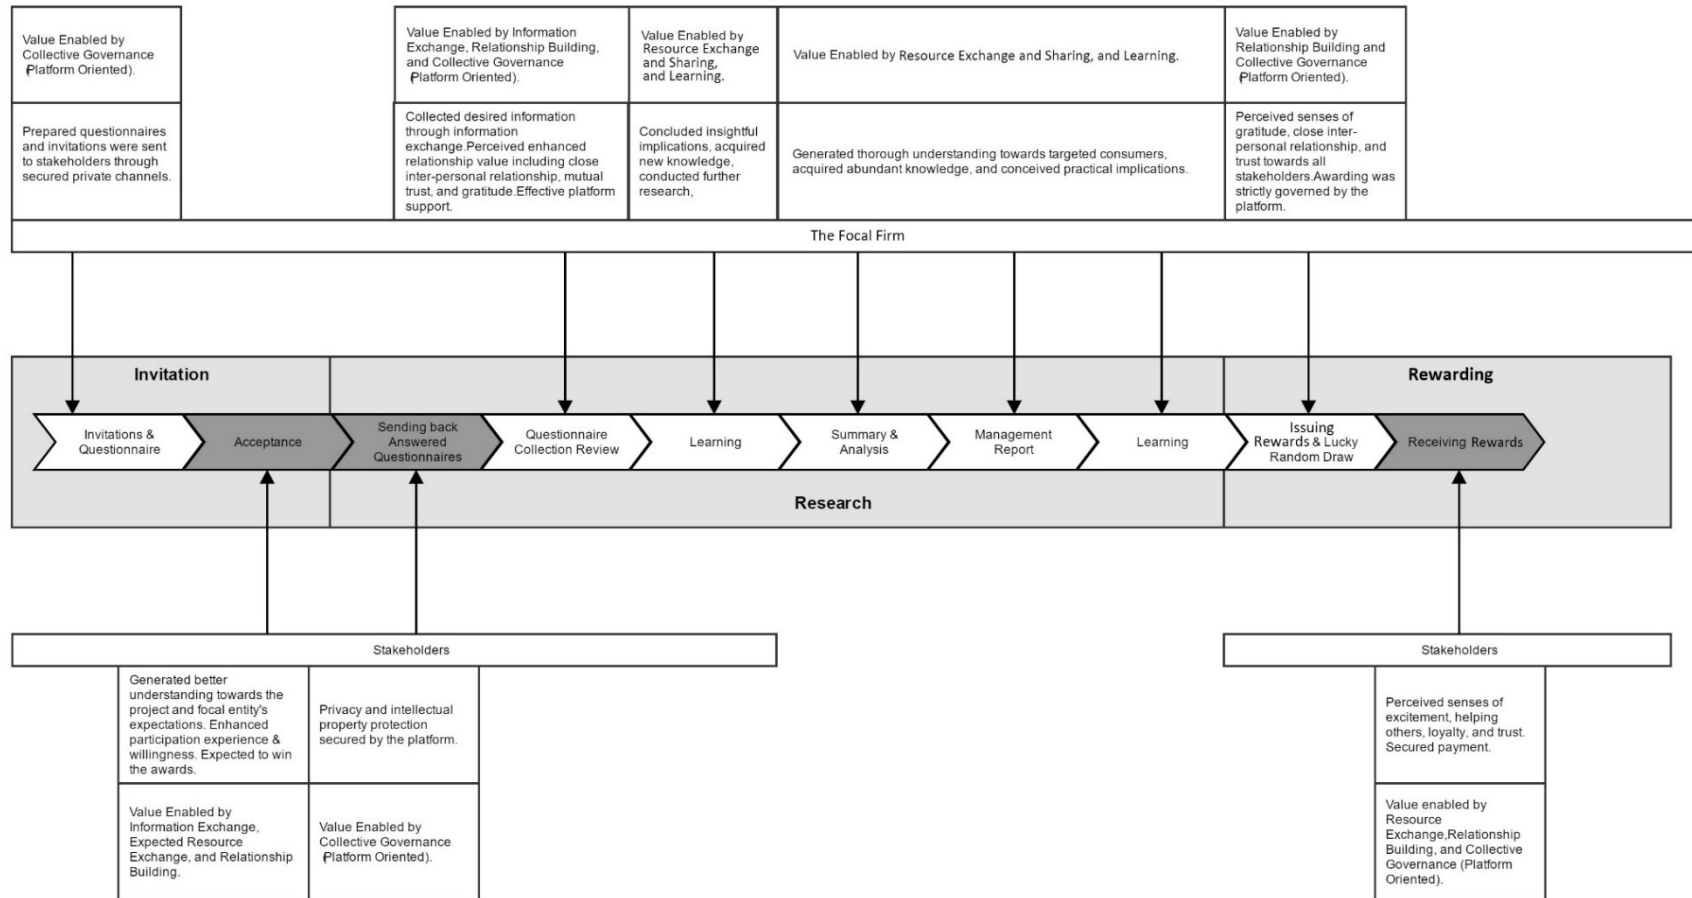 Value Enabled by
Collective Governance
(Platform Oriented).
Value Enabled by Information
Exchange, Relationship Building,
and Collective Governance
(Platform Oriented).
Value Enabled by
Resource Exchange
and Sharing,
and Learning.
Value Enabled by Resource Exchange and Sharing, and Learning.
Value Enabled by
Relationship Building and
Collective Governance
(Platform Oriented).
Prepared questionnaires
and invitations were sent
to stakeholders through
secured private channels.
Collected desired information
through information
exchange.Perceived enhanced
relationship value including close
inter-personal relationship, mutual
trust, and gratitude.Effective platform
support.
Concluded insightful
implications, acquired
new knowledge,
conducted further
research,
Generated thorough understanding towards targeted consumers,
acquired abundant knowledge, and conceived practical implications.
Perceived senses of
gratitude, close inter-
personal relationship, and
trust towards all
stakeholders.Awarding was
strictly governed by the
platform.
The Focal Firm
Invitation
Rewarding
Invitations &
Questionnaire
Acceptance
Sending back
Answered
Questionnaires
Questionnaire
Collection Review
Learning
Summary &
Analysis
Management
Report
Learning
Issuing
Rewards & Lucky
Random Draw
Receiving Rewards
Research
Stakeholders
Stakeholders
Generated better
understanding towards the
project and focal entity's
expectations. Enhanced
participation experience &
willingness. Expected to win
the awards.
Privacy and intellectual
property protection
secured by the platform.
Perceived senses of
excitement, helping
others, loyalty, and trust.
Secured payment.
Value Enabled by
Information Exchange,
Expected Resource
Exchange, and Relationship
Building.
Value Enabled by
Collective Governance
(Platform Oriented).
Value enabled by
Resource
Exchange,Relationship
Building, and Collective
Governance (Platform
Oriented).